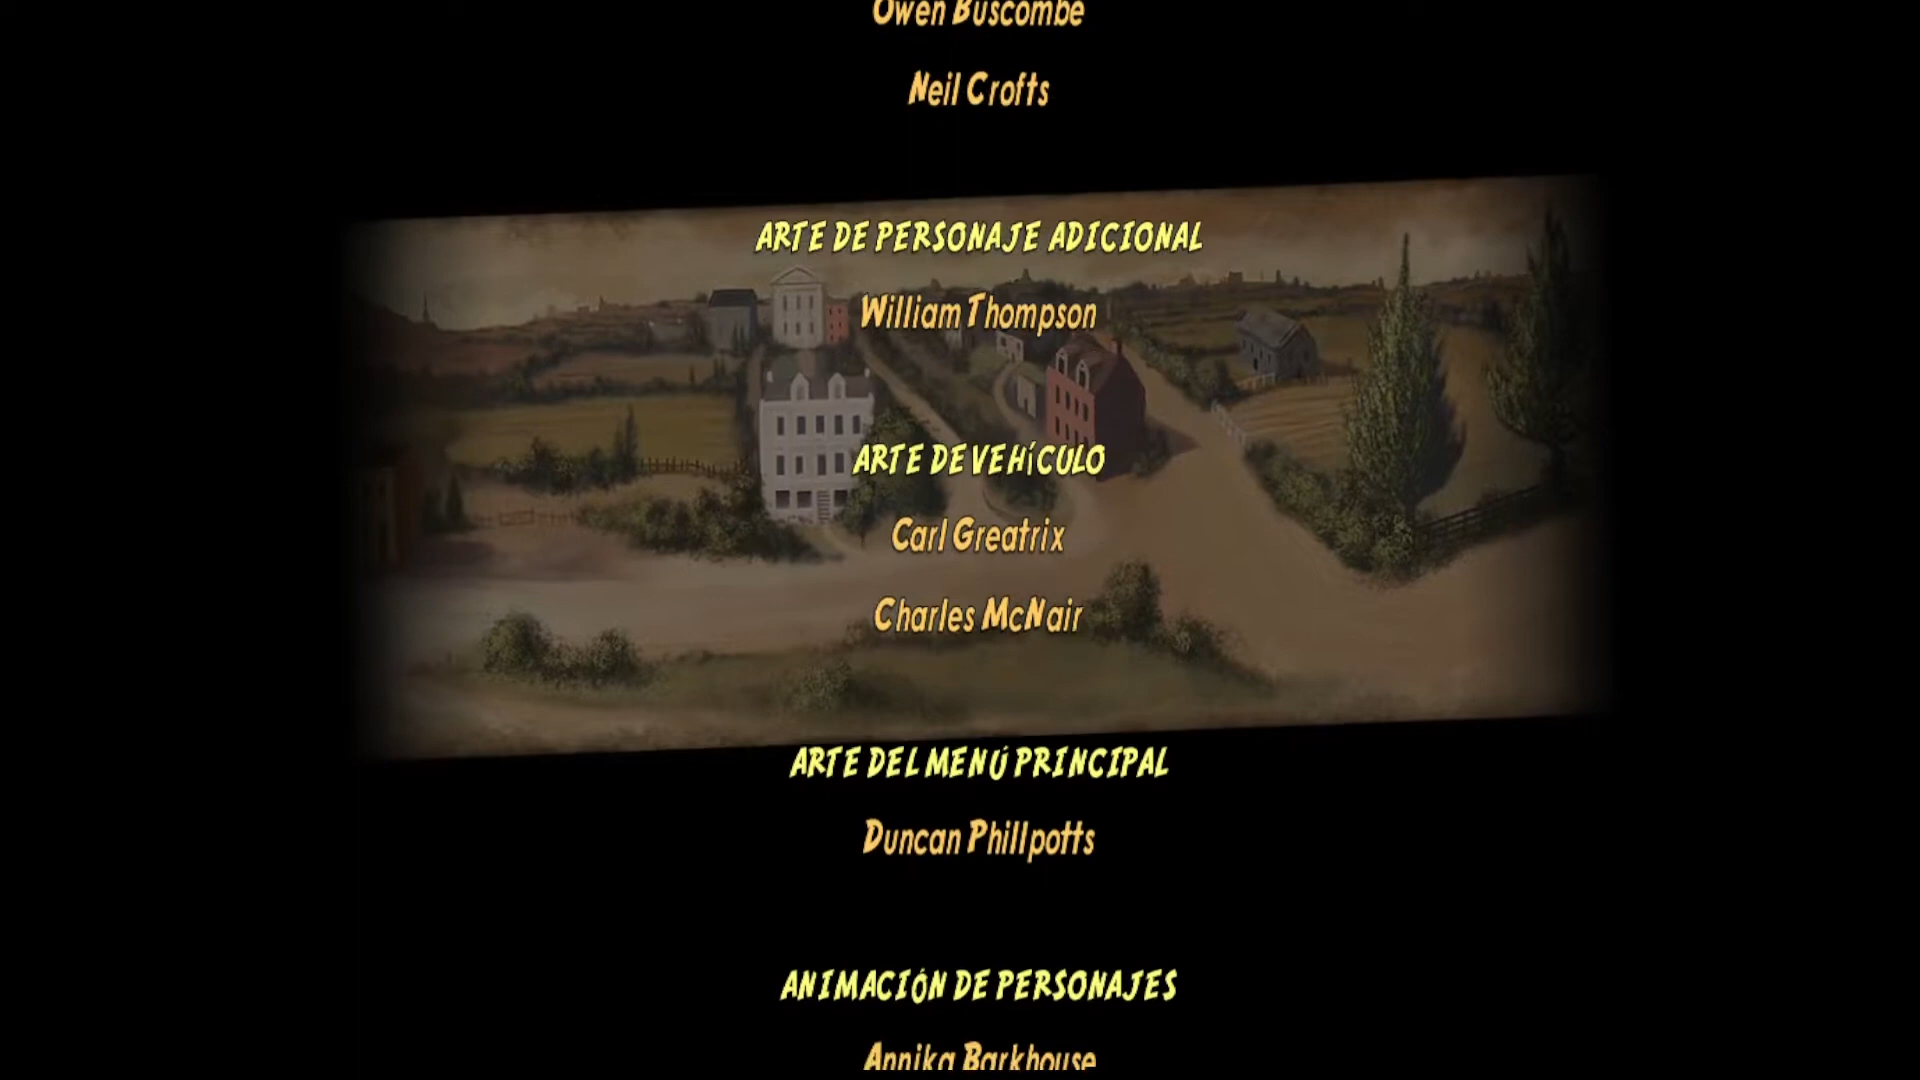 Owen Buscombe
Neil Crofts
ARTE DE PERSONAJE ADICIONAL
William Thompson
ARTE DE VEHÍCULO
Carl Greatrix
Charles McNair
ARTE DEL MENÚ PRINCIPAL
Duncan Phillpotts
ANIMACIÓN DE PERSONAJES
Annika Barkhouse